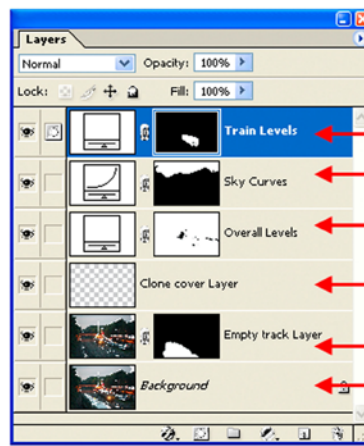 Layers
Normal Opacity: 100%
Lock: Fill: 100%
Train Levels
Sky Curves
Overall Levels
Clone cover Layer
Empty track Layer
Background